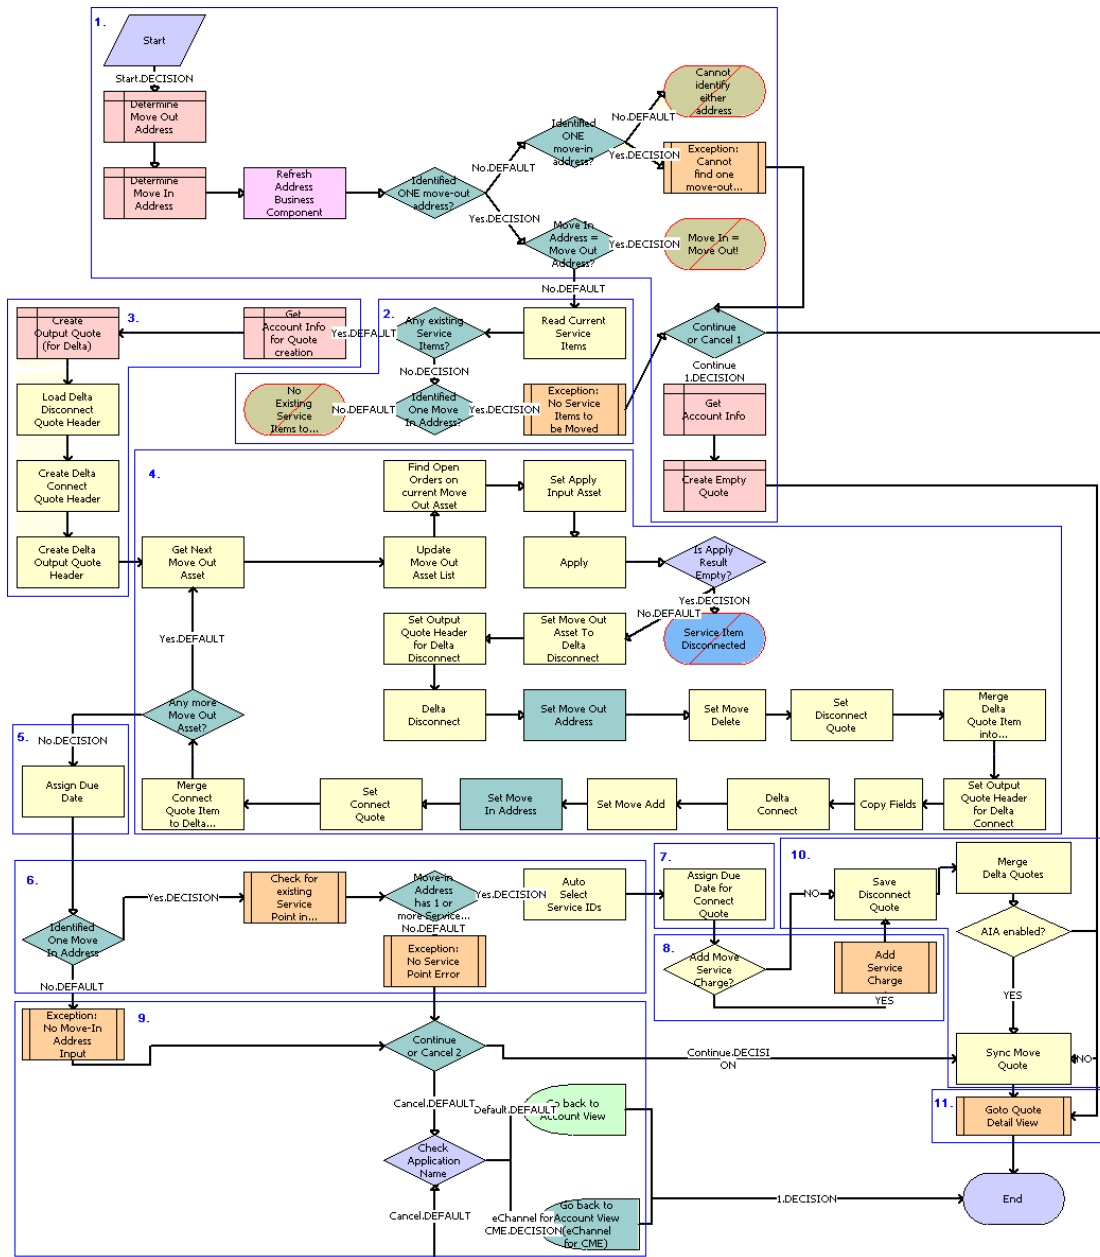 1.
Start
Start.DECISION
Determine
Move Out
Address
Determine
Move In
Address
Refresh
Address
Business
Component
Identified
ONE move-out
address?
No.DEFAULT
Yes.DECISION
Identified
ONE
move-in
address?
No.DEFAULT
Yes.DECISION
Cannot
identify
either
address
Exception:
Cannot
find one
move-out...
Move In
Address =
Move Out
Address?
Yes.DECISION
Move In =
Move Out!
No.DEFAULT
2.
Read Current
Service
Items
Any existing
Service
Items?
Yes.DEFAULT
No.DECISION
Identified
One Move
In Address?
No.DEFAULT
Yes.DECISION
No
Existing
Service
Items to...
Exception:
No Service
Items to
be Moved
Continue
or Cancel 1
Continue
1.DECISION
Get
Account Info
Create Empty
Quote
3.
Get
Account Info
for Quote
creation
Create
Output Quote
(for Delta)
Load Delta
Disconnect
Quote Header
Create Delta
Connect
Quote Header
Create Delta
Output Quote
Header
4.
Get Next
Move Out
Asset
Update
Move Out
Asset List
Find Open
Orders on
current Move
Out Asset
Set Apply
Input Asset
Apply
Is Apply
Result
Empty?
Yes.DECISION
No.DEFAULT
Service Item
Disconnected
Set Move Out
Asset To
Delta
Disconnect
Set Output
Quote Header
for Delta
Disconnect
Delta
Disconnect
Set Move Out
Address
Set Move
Delete
Set
Disconnect
Quote
Merge
Delta
Quote Item
into...
Set Output
Quote Header
for Delta
Connect
Copy Fields
Delta
Connect
Set Move Add
Set Move
In Address
Set
Connect
Quote
Merge
Connect
Quote Item
to Delta...
Any more
Move Out
Asset?
Yes.DEFAULT
No.DECISION
5.
Assign Due
Date
6.
Identified
One Move
In Address
Yes.DECISION
No.DEFAULT
Check for
existing
Service
Point in...
Move-in
Address
has 1 or
more Service...
Yes.DECISION
No.DEFAULT
Auto
Select
Service IDs
Exception:
No Service
Point Error
7.
Assign Due
Date for
Connect
Quote
8.
Add Move
Service
Charge?
NO
YES
Add
Service
Charge
10.
Save
Disconnect
Quote
Merge
Delta Quotes
AIA enabled?
YES
NO
Sync Move
Quote
9.
Exception:
No Move-In
Address
Input
Continue
or Cancel 2
Continue.DECISI
ON
Cancel.DEFAULT
Check
Application
Name
Default.DEFAULT
Go back to
Account View
eChannel for
CME.DECISION
Go back to
Account View
(eChannel
for CME)
Cancel.DEFAULT
1.DECISION
11.
Goto Quote
Detail View
End